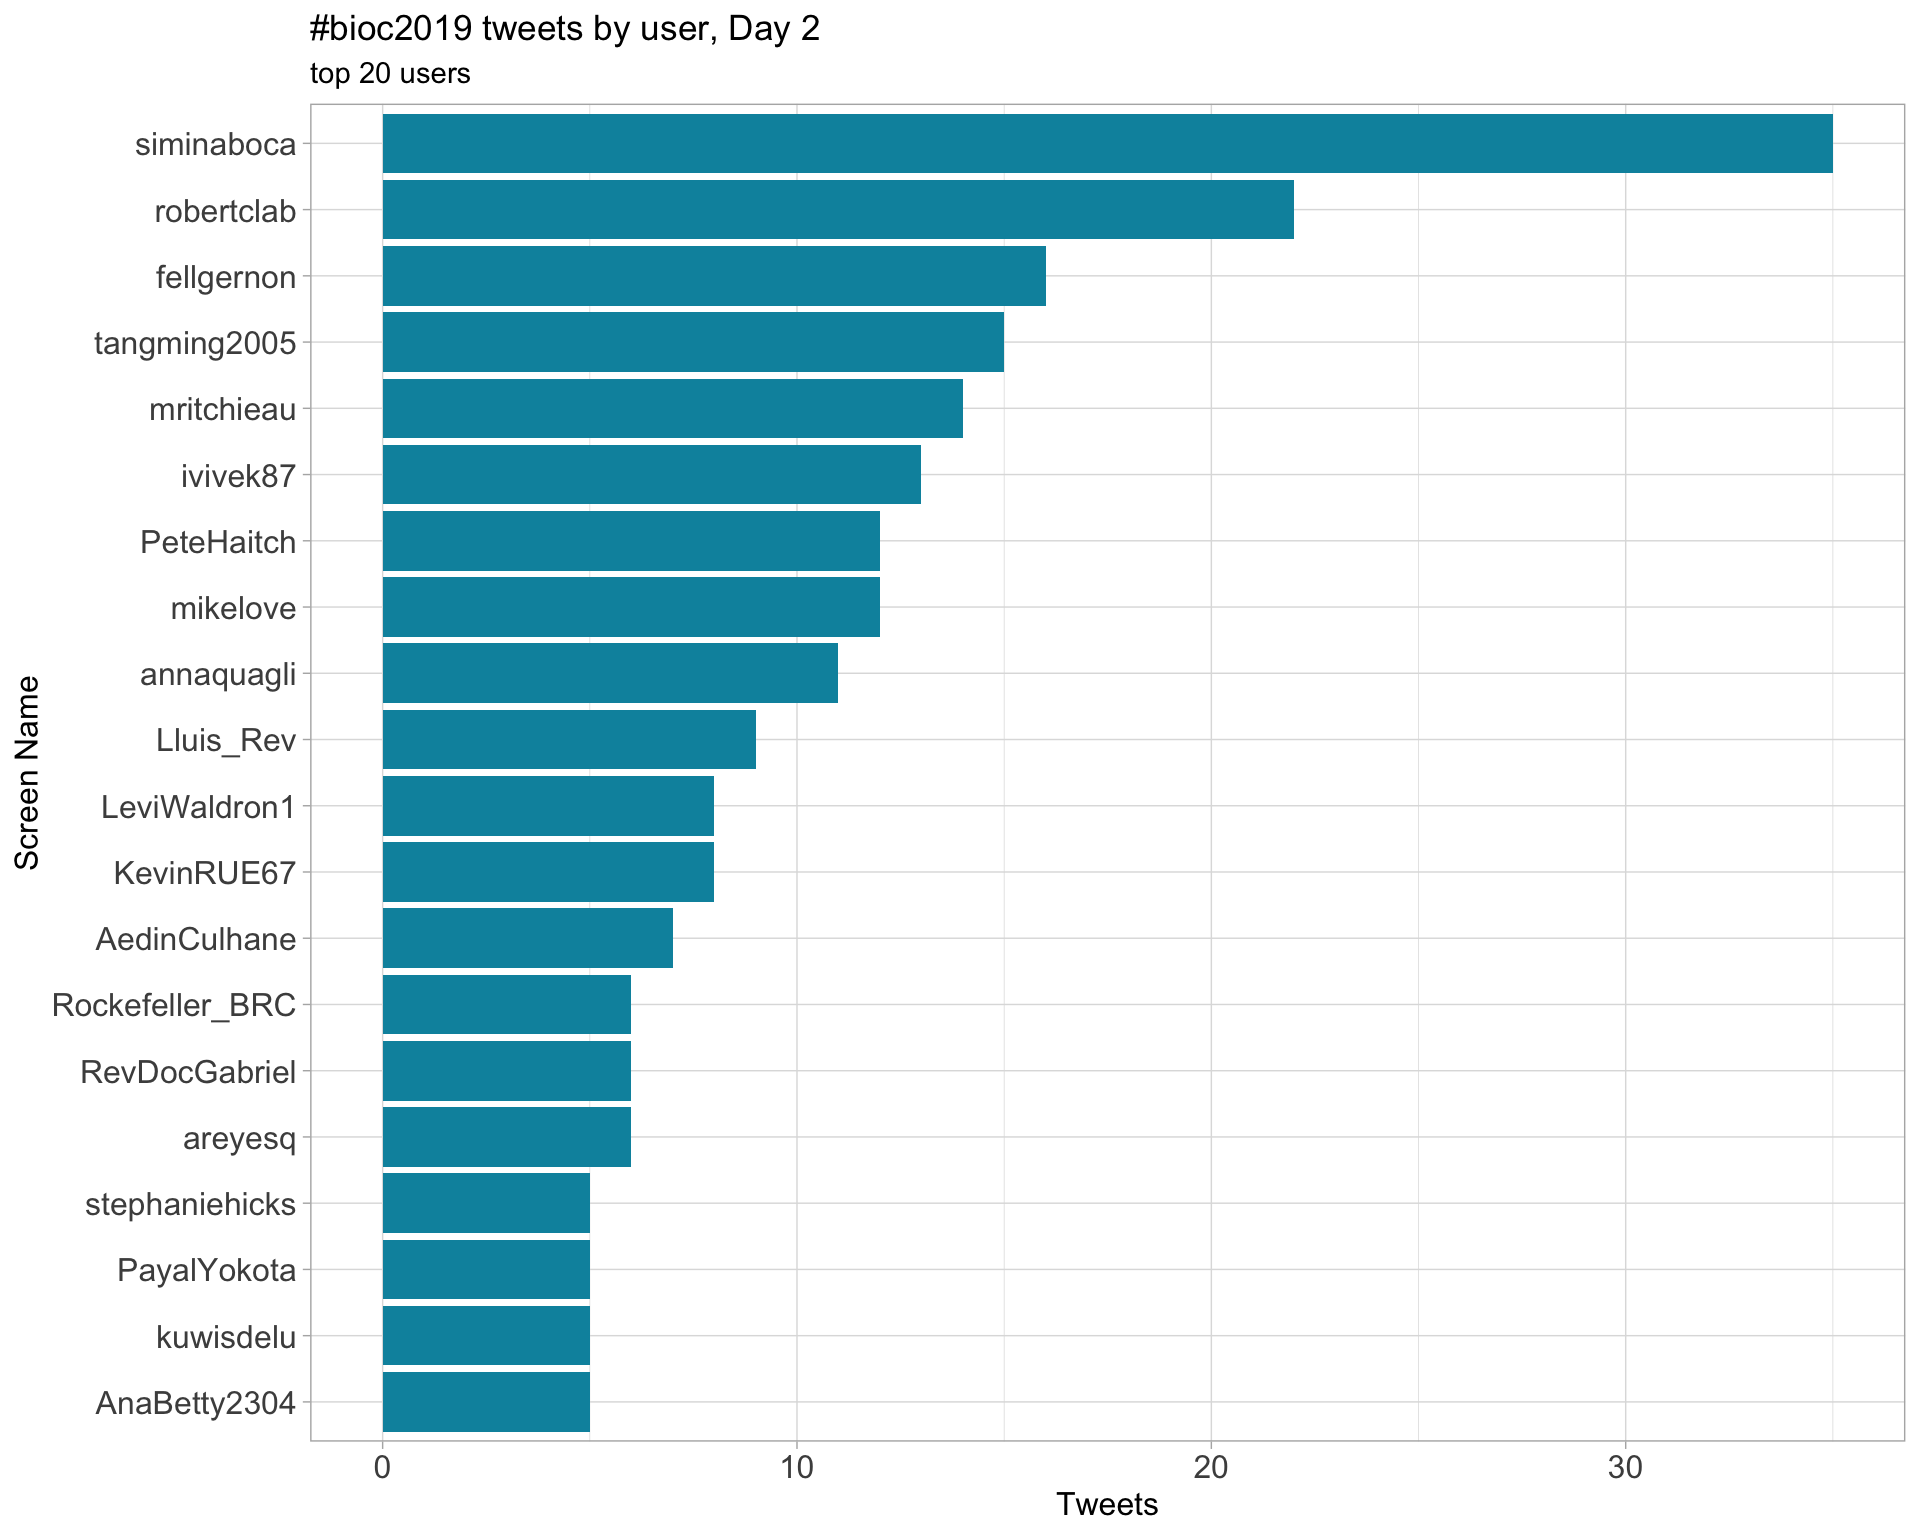 #bioc2019 tweets by user, Day 2
top 20 users
Screen Name
siminaboca
robertclab
fellgernon
tangming2005
mritchieau
ivivek87
PeteHaitch
mikelove
annaquagli
Lluis_Rev
LeviWaldron1
KevinRUE67
AedinCulhane
Rockefeller_BRC
RevDocGabriel
areyesq
stephaniehicks
PayalYokota
kuwisdelu
AnaBetty2304
0 10 20 30
Tweets